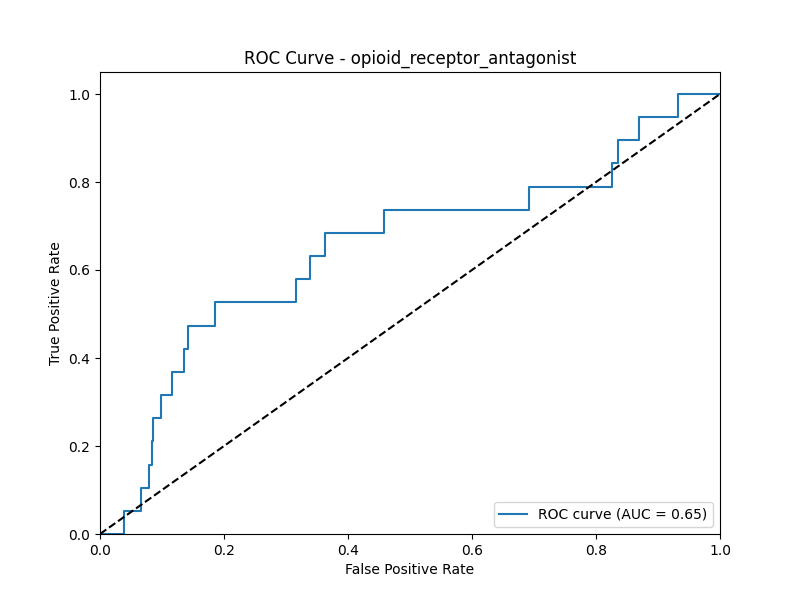 ROC Curve - opioid_receptor_antagonist
True Positive Rate
1.0
0.8
0.6
0.4
0.2
0.0
0.0 0.2 0.4 0.6 0.8 1.0
False Positive Rate
ROC curve (AUC = 0.65)